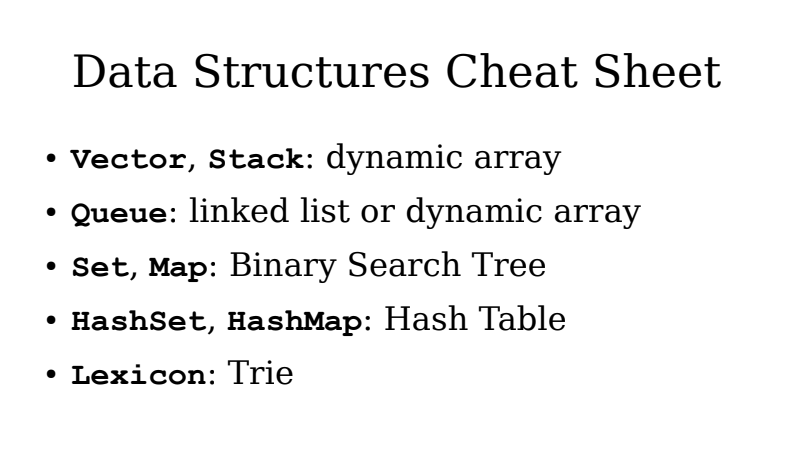 Data Structures Cheat Sheet
• Vector, Stack: dynamic array
• Queue: linked list or dynamic array
• Set, Map: Binary Search Tree
• HashSet, HashMap: Hash Table
• Lexicon: Trie